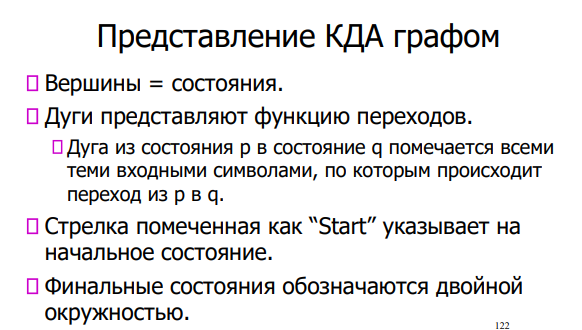 Представление КДА графом
Вершины = состояния.
Дуги представляют функцию переходов.
Дуга из состояния p в состояние q помечается всеми
теми входными символами, по которым происходит
переход из p в q.
Стрелка помеченная как “Start” указывает на
начальное состояние.
Финальные состояния обозначаются двойной
окружностью.
122